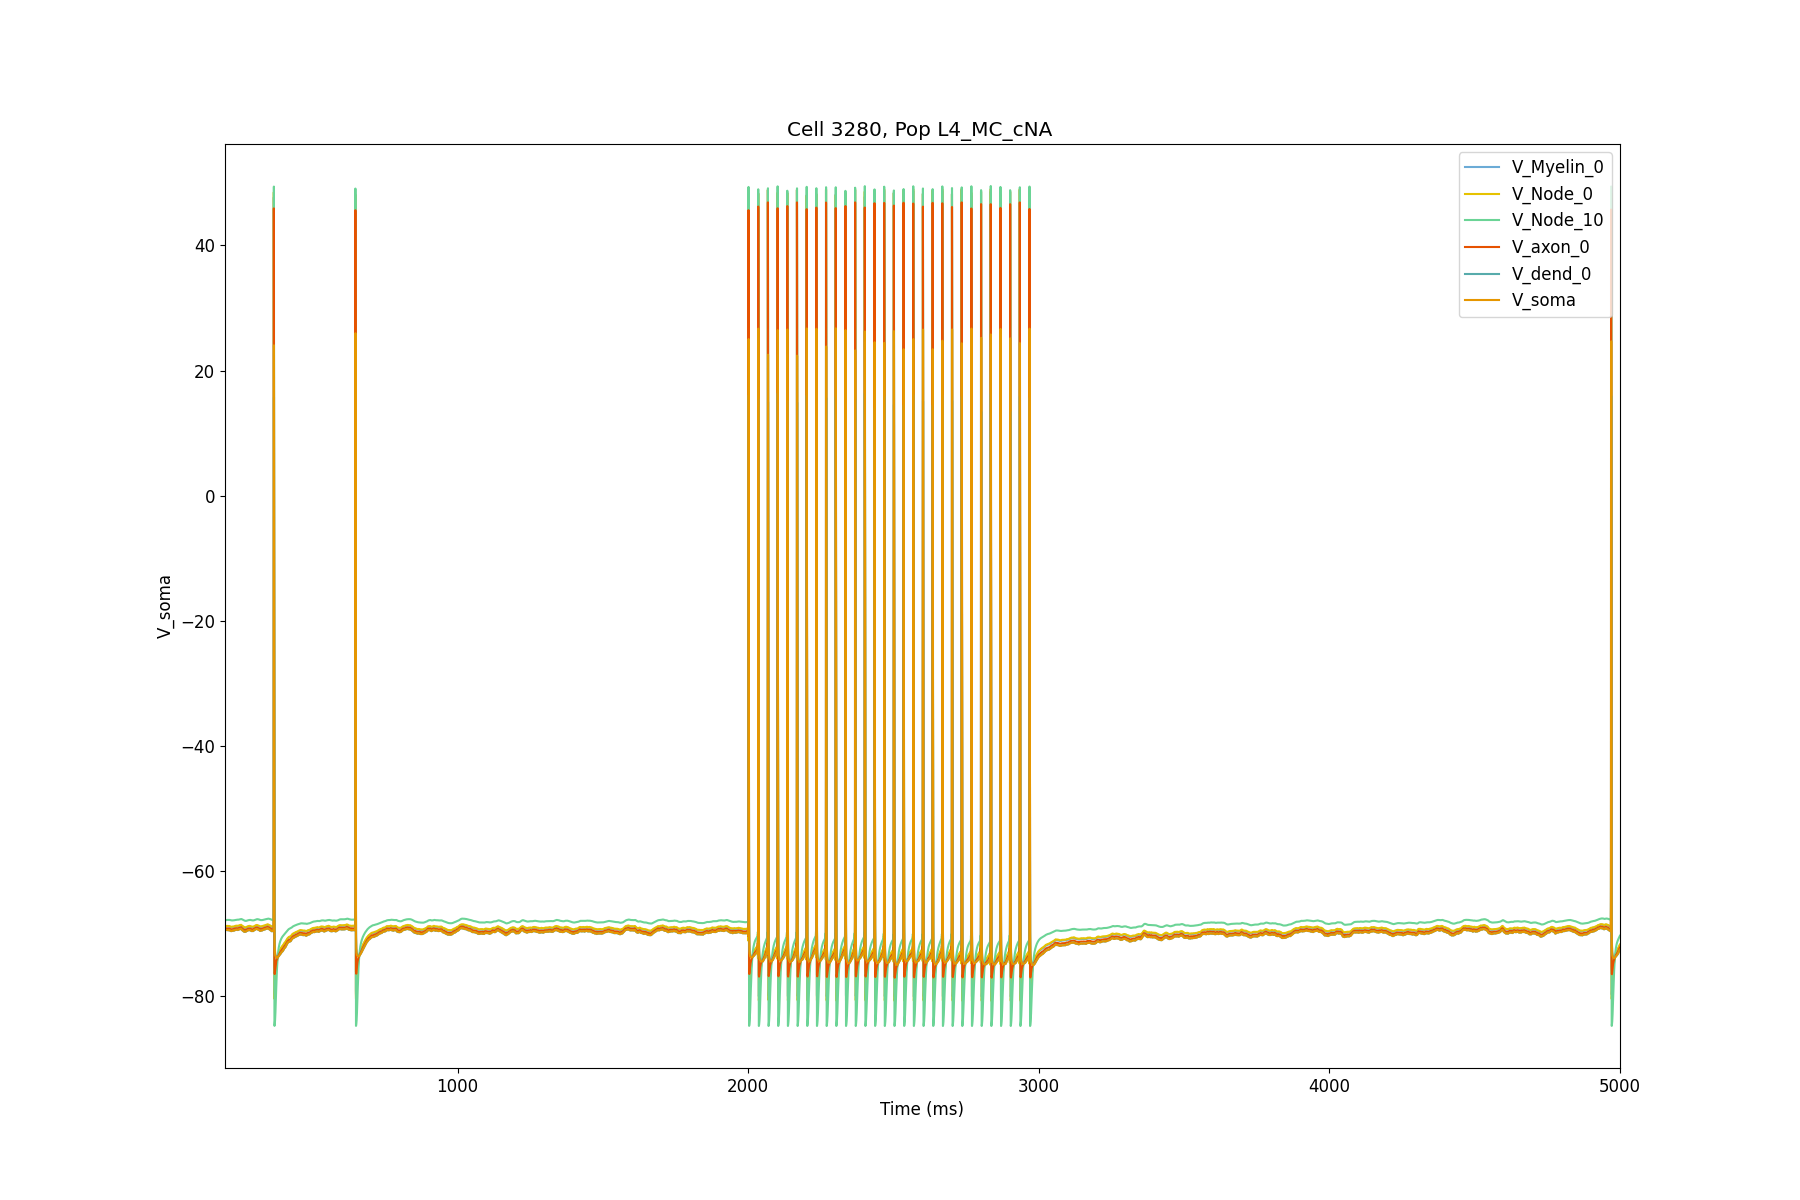 Cell 3280, Pop L4_MC_cNA
V_Myelin_0
V_Node_0
V_Node_10
V_axon_0
V_dend_0
V_soma
40
20
0
−20
−40
−60
−80
V_soma
1000
2000
3000
4000
5000
Time (ms)